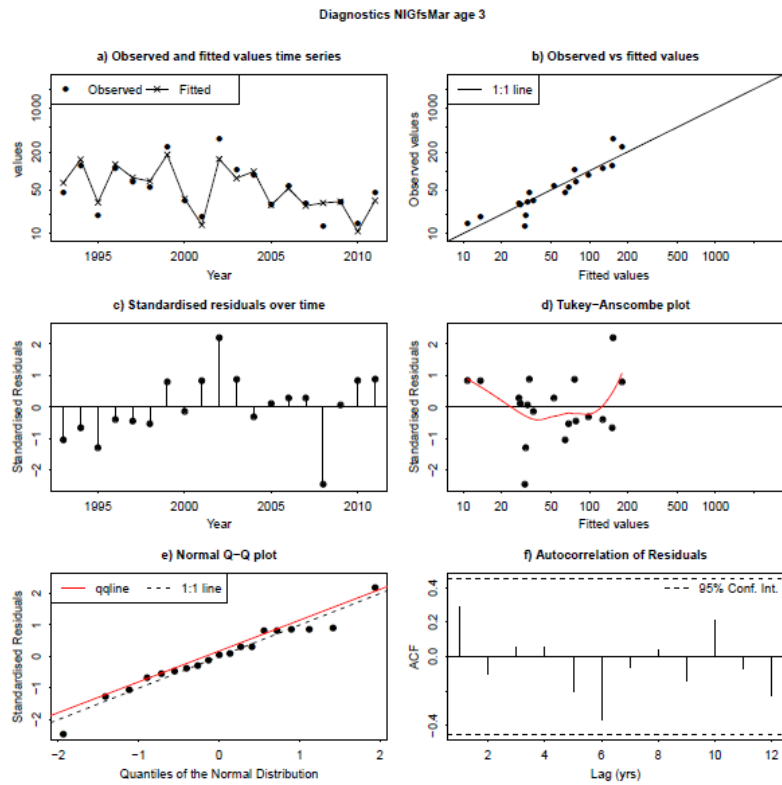 Diagnostics NIGfsMar age 3
a) Observed and fitted values time series
Observed Fitted
values
10 50 200 1000
1995 2000 2005 2010
Year
b) Observed vs fitted values
1:1 line
Observed values
10 50 200 1000
10 20 50 100 200 500 1000
Fitted values
c) Standardised residuals over time
Standardised Residuals
−2 −1 0 1 2
1995 2000 2005 2010
Year
d) Tukey−Anscombe plot
Standardised Residuals
−2 −1 0 1 2
10 20 50 100 200 500 1000
Fitted values
e) Normal Q−Q plot
qqline 1:1 line
Standardised Residuals
−2 −1 0 1 2
−2 −1 0 1 2
Quantiles of the Normal Distribution
f) Autocorrelation of Residuals
95% Conf. Int.
ACF
−0.4 0.0 0.2 0.4
2 4 6 8 10 12
Lag (yrs)